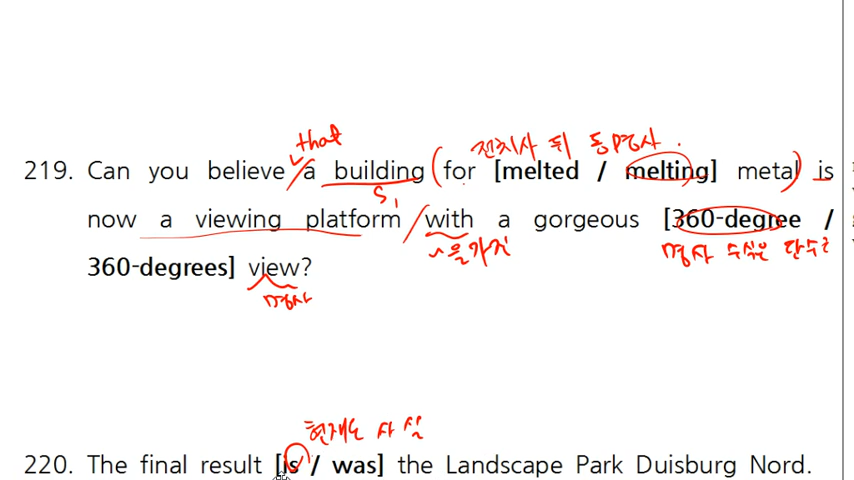 that
전치사 뒤 동명사.
219. Can you believe a building (for [melted / melting] metal) is
S₁
now a viewing platform / with a gorgeous [360-degree /
~을 가진
명사 수식은 단수로
360-degrees] view?
명사
현재도 사실
220. The final result [is / was] the Landscape Park Duisburg Nord.